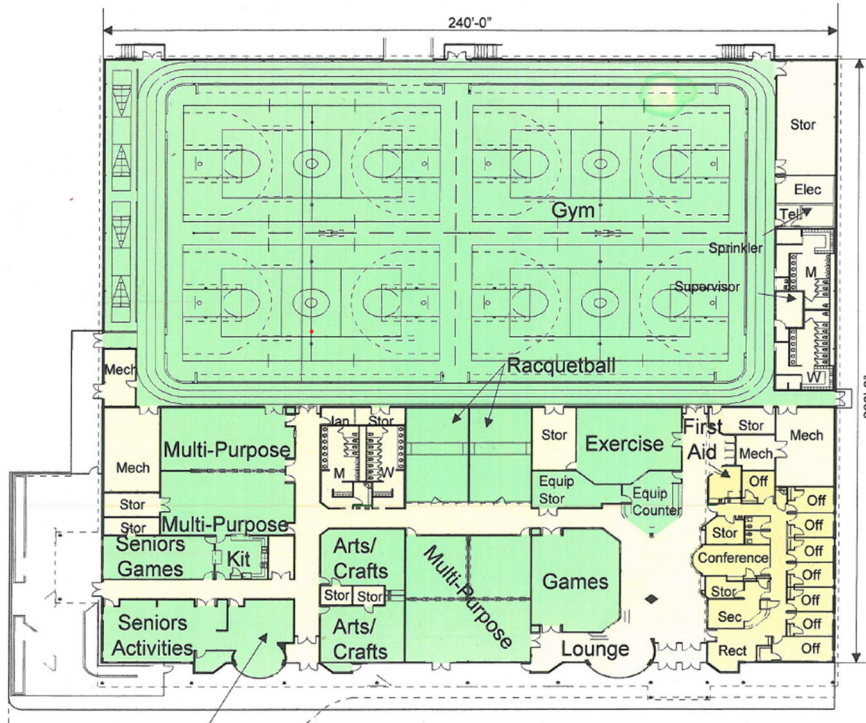 240'-0"
Stor
Elec
Tel.
Gym
Sprinkler
M
Supervisor
W
Racquetball
Mech
Jan
Stor
Multi-Purpose
M
W
Stor
Exercise
First
Aid
Stor
Mech
Mech
Mech
Equip
Stor
Equip
Counter
Off
Off
Stor
Stor
Multi-Purpose
Off
Stor
Seniors
Games
Kit
Arts/
Crafts
Multi-Purpose
Games
Conference
Off
Off
Stor
Stor
Stor
Off
Seniors
Activities
Arts/
Crafts
Sec
Off
Lounge
Rect
Off